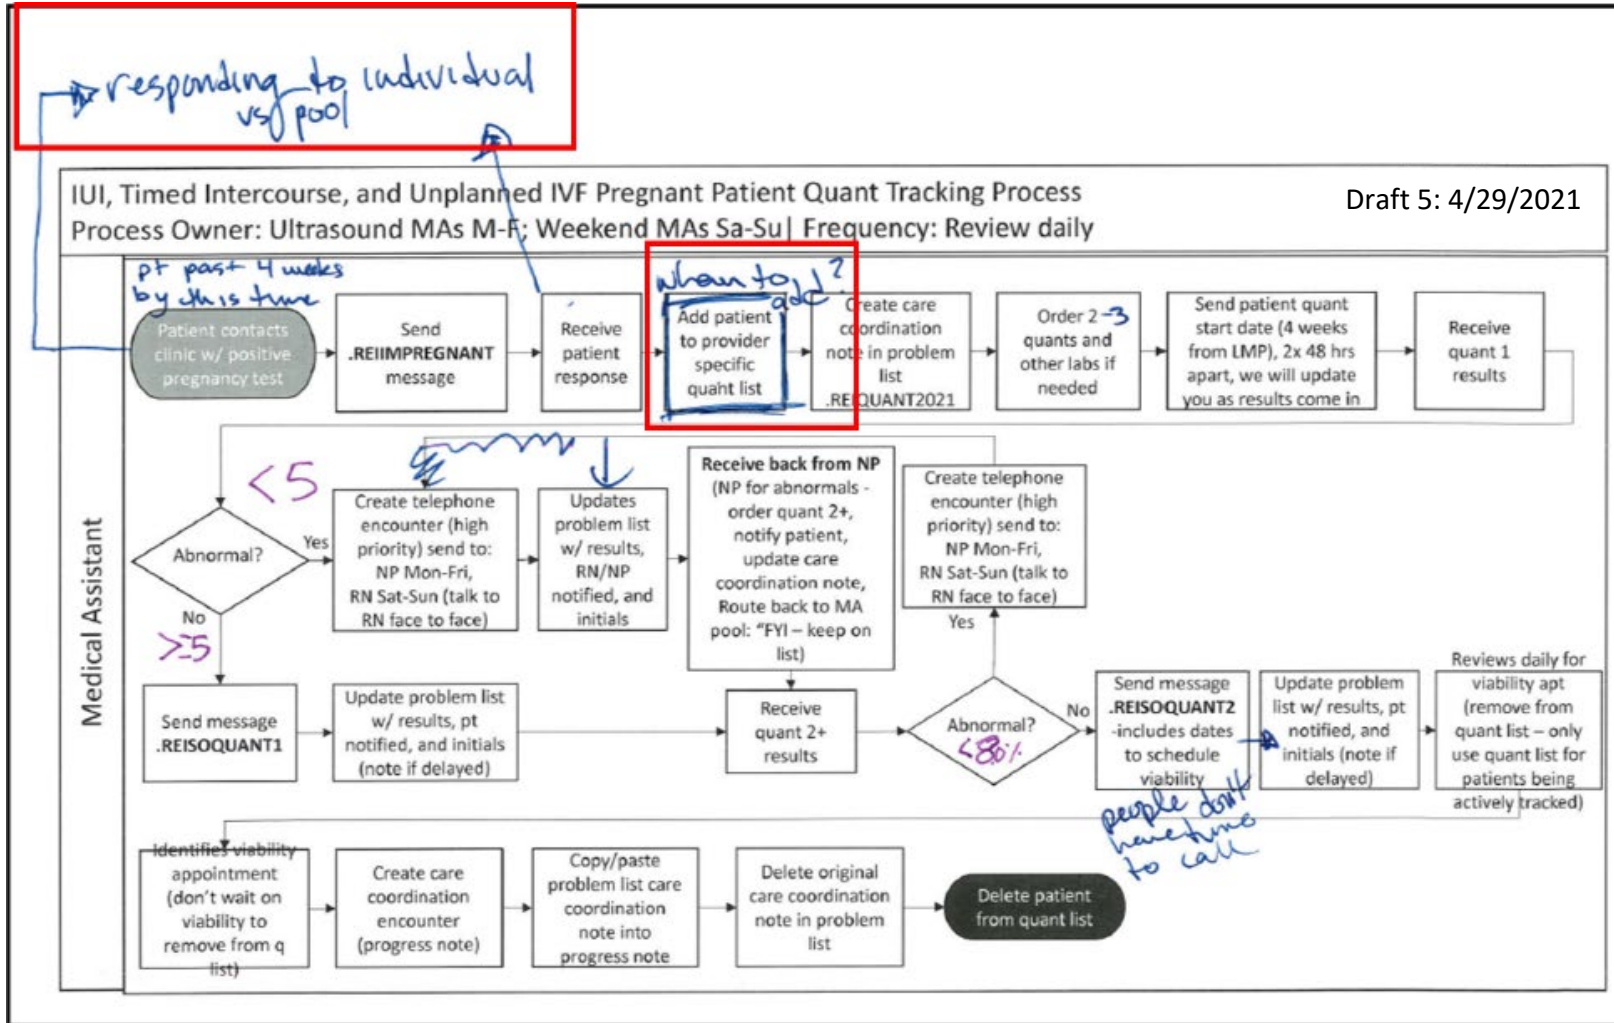 responding to individual
vs pool
IUI, Timed Intercourse, and Unplanned IVF Pregnant Patient Quant Tracking Process
Draft 5: 4/29/2021
Process Owner: Ultrasound MAs M-F; Weekend MAs Sa-Su| Frequency: Review daily
Medical Assistant
pt past 4 weeks
by this time
Patient contacts
clinic w/ positive
pregnancy test
Send
.REIIMPREGNANT
message
Receive
patient
response
when to
add?
Add patient
to provider
specific
quant list
Create care
coordination
note in problem
list
.REIQUANT2021
Order 2 -3
quants and
other labs if
needed
Send patient quant
start date (4 weeks
from LMP), 2x 48 hrs
apart, we will update
you as results come in
Receive
quant 1
results
<5
Abnormal?
Yes
No
>=5
Create telephone
encounter (high
priority) send to:
NP Mon-Fri,
RN Sat-Sun (talk to
RN face to face)
Updates
problem list
w/ results,
RN/NP
notified, and
initials
Receive back from NP
(NP for abnormals -
order quant 2+,
notify patient,
update care
coordination note,
Route back to MA
pool: "FYI – keep on
list)
Create telephone
encounter (high
priority) send to:
NP Mon-Fri,
RN Sat-Sun (talk to
RN face to face)
Yes
Send message
.REISOQUANT1
Update problem list
w/ results, pt
notified, and initials
(note if delayed)
Receive
quant 2+
results
Abnormal?
<80%
No
Send message
.REISOQUANT2
-includes dates
to schedule
viability
people don't
have time
to call
Update problem
list w/ results, pt
notified, and
initials (note if
delayed)
Reviews daily for
viability apt
(remove from
quant list – only
use quant list for
patients being
actively tracked)
Identifies viability
appointment
(don't wait on
viability to
remove from q
list)
Create care
coordination
encounter
(progress note)
Copy/paste
problem list care
coordination
note into
progress note
Delete original
care coordination
note in problem
list
Delete patient
from quant list